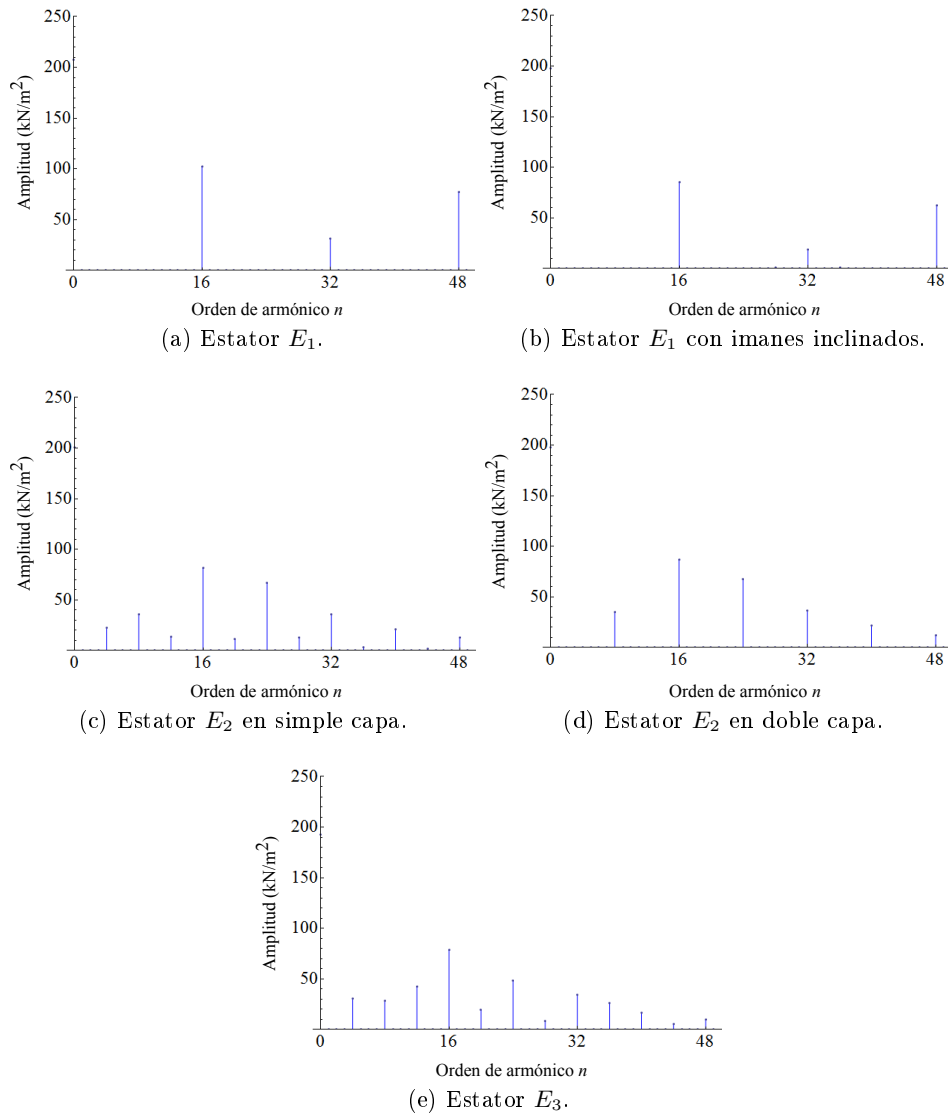 250
200
150
100
50
Amplitud (kN/m²)
0 16 32 48
Orden de armónico n
(a) Estator E₁.
250
200
150
100
50
Amplitud (kN/m²)
0 16 32 48
Orden de armónico n
(b) Estator E₁ con imanes inclinados.
250
200
150
100
50
Amplitud (kN/m²)
0 16 32 48
Orden de armónico n
(c) Estator E₂ en simple capa.
250
200
150
100
50
Amplitud (kN/m²)
0 16 32 48
Orden de armónico n
(d) Estator E₂ en doble capa.
250
200
150
100
50
Amplitud (kN/m²)
0 16 32 48
Orden de armónico n
(e) Estator E₃.